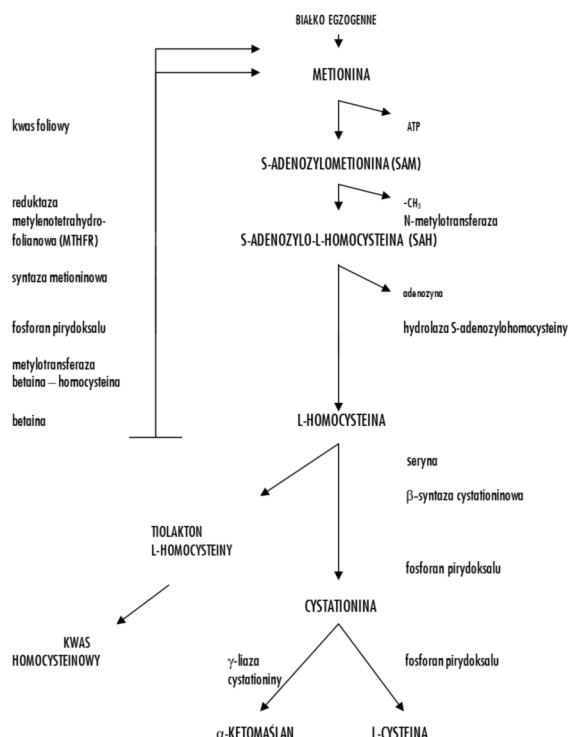 BIAŁKO EGZOGENNE
METIONINA
kwas foliowy
ATP
S-ADENOZYLOMETIONINA (SAM)
reduktaza
metylenotetrahydro-
folianowa (MTHFR)
-CH₃
N-metylotransferaza
S-ADENOZYLO-L-HOMOCYSTEINA (SAH)
syntaza metioninowa
adenozyna
fosforan pirydoksalu
hydrolaza S-adenozylohomocysteiny
metylotransferaza
betaina – homocysteina
betaina
L-HOMOCYSTEINA
seryna
β-syntaza cystationinowa
TIOLAKTON
L-HOMOCYSTEINY
fosforan pirydoksalu
CYSTATIONINA
KWAS
HOMOCYSTEINOWY
γ-liaza
cystationiny
fosforan pirydoksalu
α-KETOMAŚLAN
L-CYSTEINA